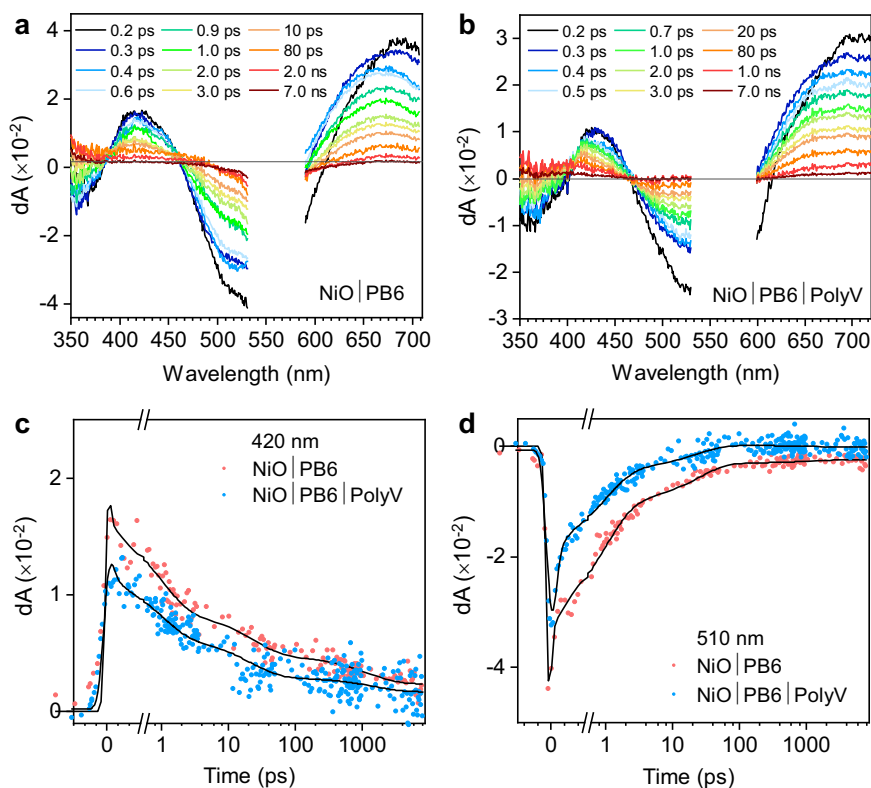 a
0.2 ps 0.9 ps 10 ps
0.3 ps 1.0 ps 80 ps
0.4 ps 2.0 ps 2.0 ns
0.6 ps 3.0 ps 7.0 ns
dA (×10⁻²)
4
2
0
-2
-4
NiO|PB6
350 400 450 500 550 600 650 700
Wavelength (nm)
b
0.2 ps 0.7 ps 20 ps
0.3 ps 1.0 ps 80 ps
0.4 ps 2.0 ps 1.0 ns
0.5 ps 3.0 ps 7.0 ns
dA (×10⁻²)
3
2
1
0
-1
-2
-3
NiO|PB6|PolyV
350 400 450 500 550 600 650 700
Wavelength (nm)
c
420 nm
NiO|PB6
NiO|PB6|PolyV
dA (×10⁻²)
2
1
0
0 1 10 100 1000
Time (ps)
d
dA (×10⁻²)
0
-2
-4
510 nm
NiO|PB6
NiO|PB6|PolyV
0 1 10 100 1000
Time (ps)